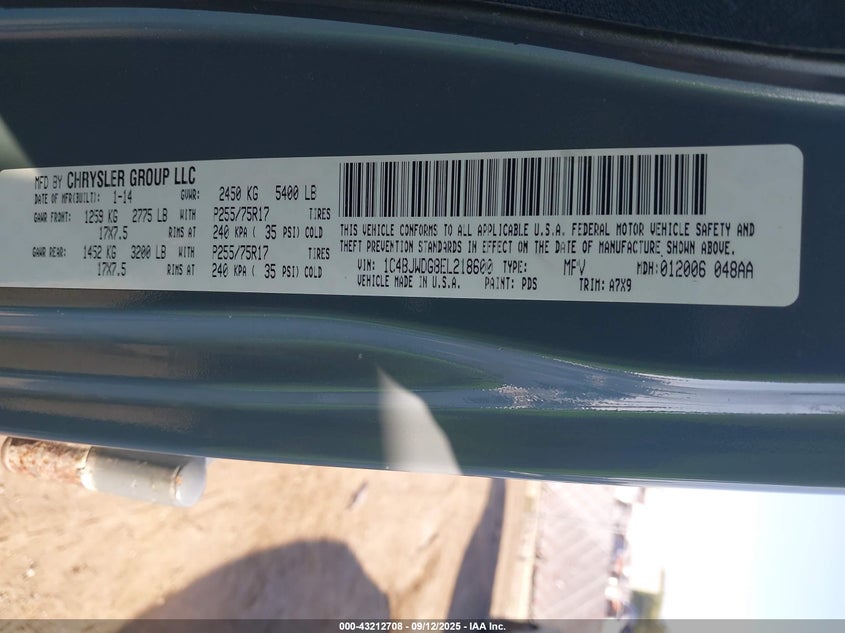 MFD BY CHRYSLER GROUP LLC
DATE OF MFR(BUILT): 1-14 GVWR: 2450 KG 5400 LB
GAWR FRONT: 1259 KG 2775 LB WITH P255/75R17 TIRES
17X7.5 RIMS AT 240 KPA ( 35 PSI) COLD
GAWR REAR: 1452 KG 3200 LB WITH P255/75R17 TIRES
17X7.5 RIMS AT 240 KPA ( 35 PSI) COLD
THIS VEHICLE CONFORMS TO ALL APPLICABLE U.S.A. FEDERAL MOTOR VEHICLE SAFETY AND
THEFT PREVENTION STANDARDS IN EFFECT ON THE DATE OF MANUFACTURE SHOWN ABOVE.
VIN: 1C4BJWDG8EL218600 TYPE: MPV MDH: 012006 048AA
VEHICLE MADE IN U.S.A. PAINT: PDS TRIM: A7X9
000-43212708 - 09/12/2025 - IAA Inc.